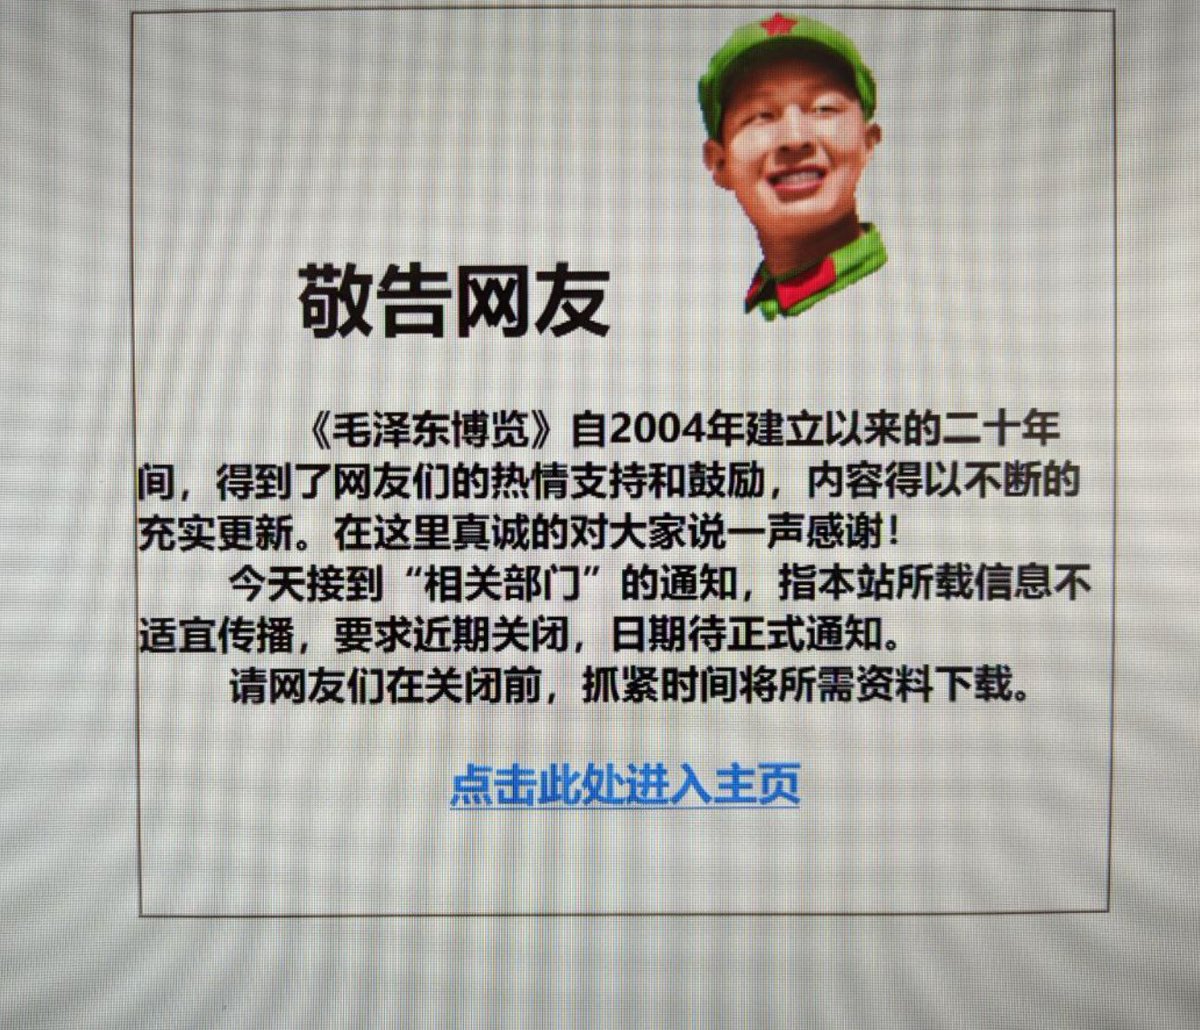 敬告网友
《毛泽东博览》自2004年建立以来的二十年
间，得到了网友们的热情支持和鼓励，内容得以不断的
充实更新。在这里真诚的对大家说一声感谢！
今天接到“相关部门”的通知，指本站所载信息不
适宜传播，要求近期关闭，日期待正式通知。
请网友们在关闭前，抓紧时间将所需资料下载。
点击此处进入主页